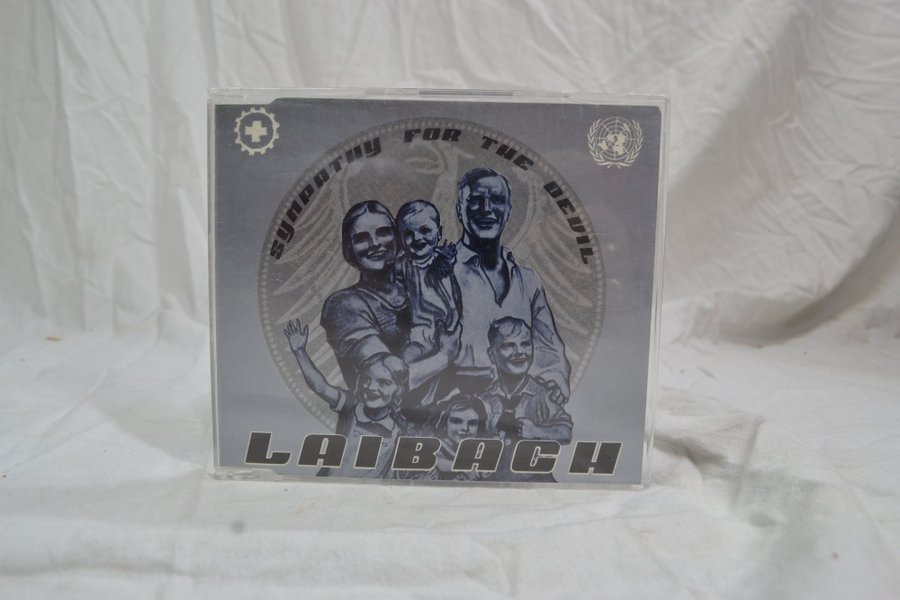 SYMPATHY FOR THE DEVIL
LAIBACH